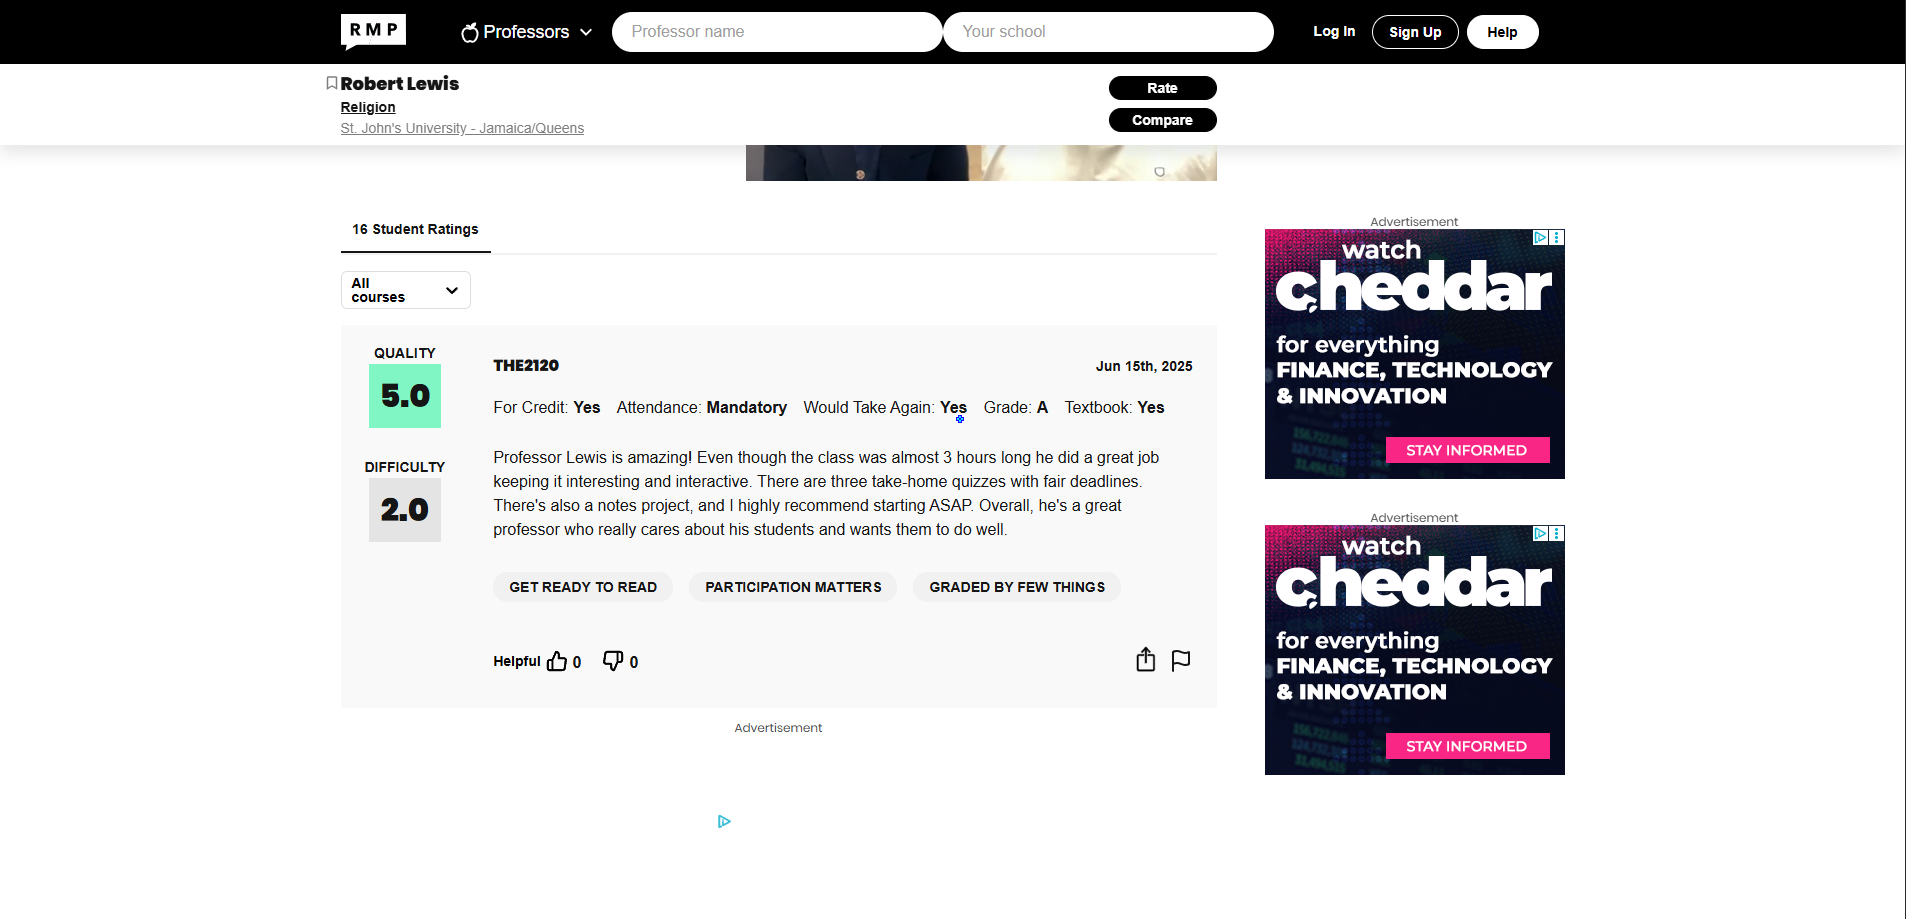 RMP
Professors
Professor name
Your school
Log In
Sign Up
Help
Robert Lewis
Religion
St. John's University - Jamaica/Queens
Rate
Compare
16 Student Ratings
All courses
QUALITY
5.0
DIFFICULTY
2.0
THE2120
Jun 15th, 2025
For Credit: Yes Attendance: Mandatory Would Take Again: Yes Grade: A Textbook: Yes
Professor Lewis is amazing! Even though the class was almost 3 hours long he did a great job
keeping it interesting and interactive. There are three take-home quizzes with fair deadlines.
There's also a notes project, and I highly recommend starting ASAP. Overall, he's a great
professor who really cares about his students and wants them to do well.
GET READY TO READ
PARTICIPATION MATTERS
GRADED BY FEW THINGS
Helpful 0 0
Advertisement
Advertisement
watch
cheddar
for everything
FINANCE, TECHNOLOGY
& INNOVATION
STAY INFORMED
Advertisement
watch
cheddar
for everything
FINANCE, TECHNOLOGY
& INNOVATION
STAY INFORMED